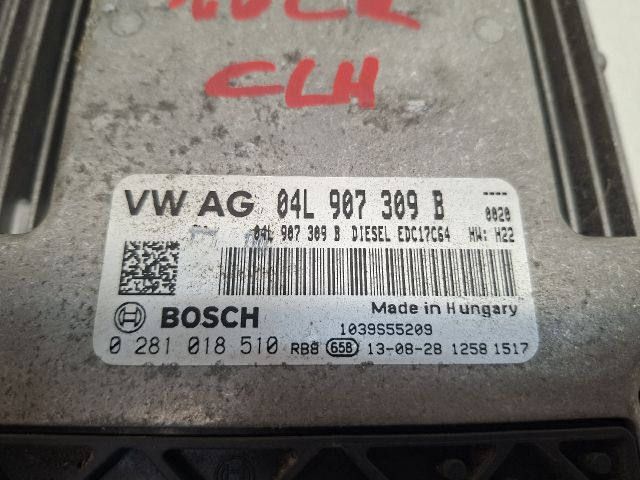 CLH
VW AG 04L 907 309 B ----
0020
04L 907 309 B DIESEL EDC17C64 HW: H22
Made in Hungary
BOSCH 1039S55209
0 281 018 510 RB8 65B 13-08-28 1258 1517